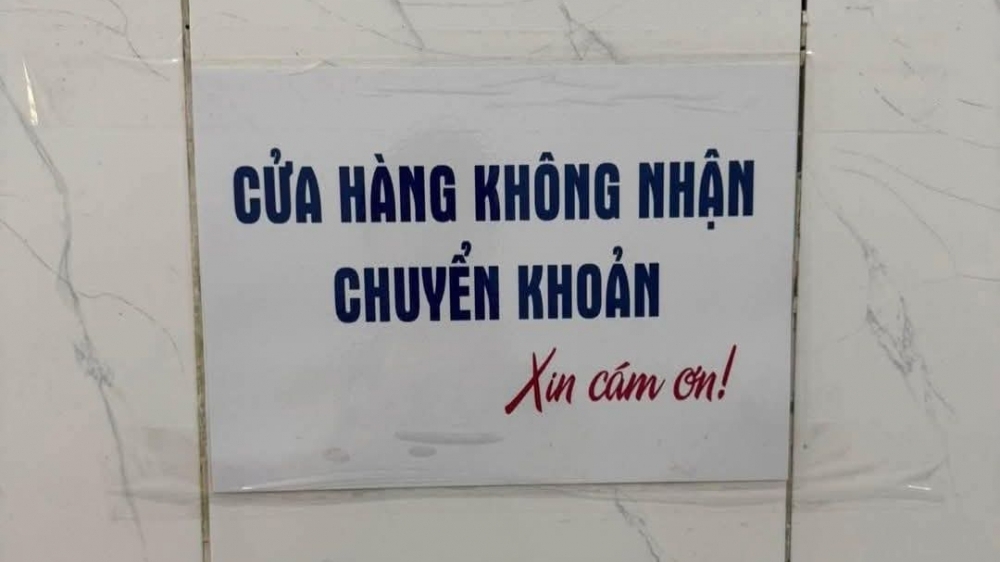 CỬA HÀNG KHÔNG NHẬN
CHUYỂN KHOẢN
Xin cám ơn!